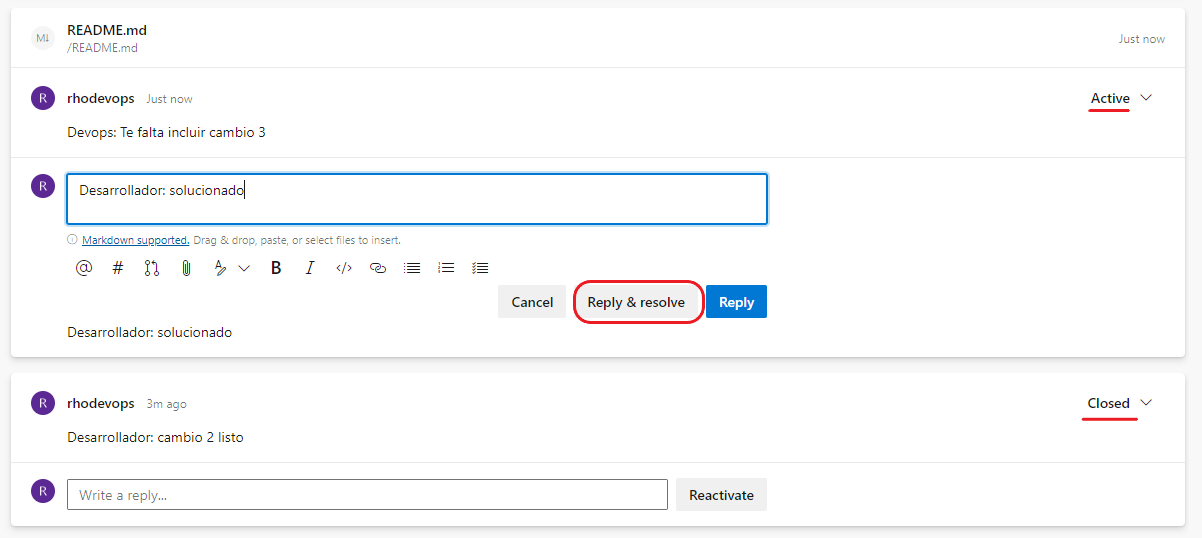 M↓
README.md
/README.md
Just now
R
rhodevops Just now
Active
Devops: Te falta incluir cambio 3
R
Desarrollador: solucionado
Markdown supported. Drag & drop, paste, or select files to insert.
@ # A B I </>
Cancel Reply & resolve Reply
Desarrollador: solucionado
R
rhodevops 3m ago
Closed
Desarrollador: cambio 2 listo
R
Write a reply... Reactivate